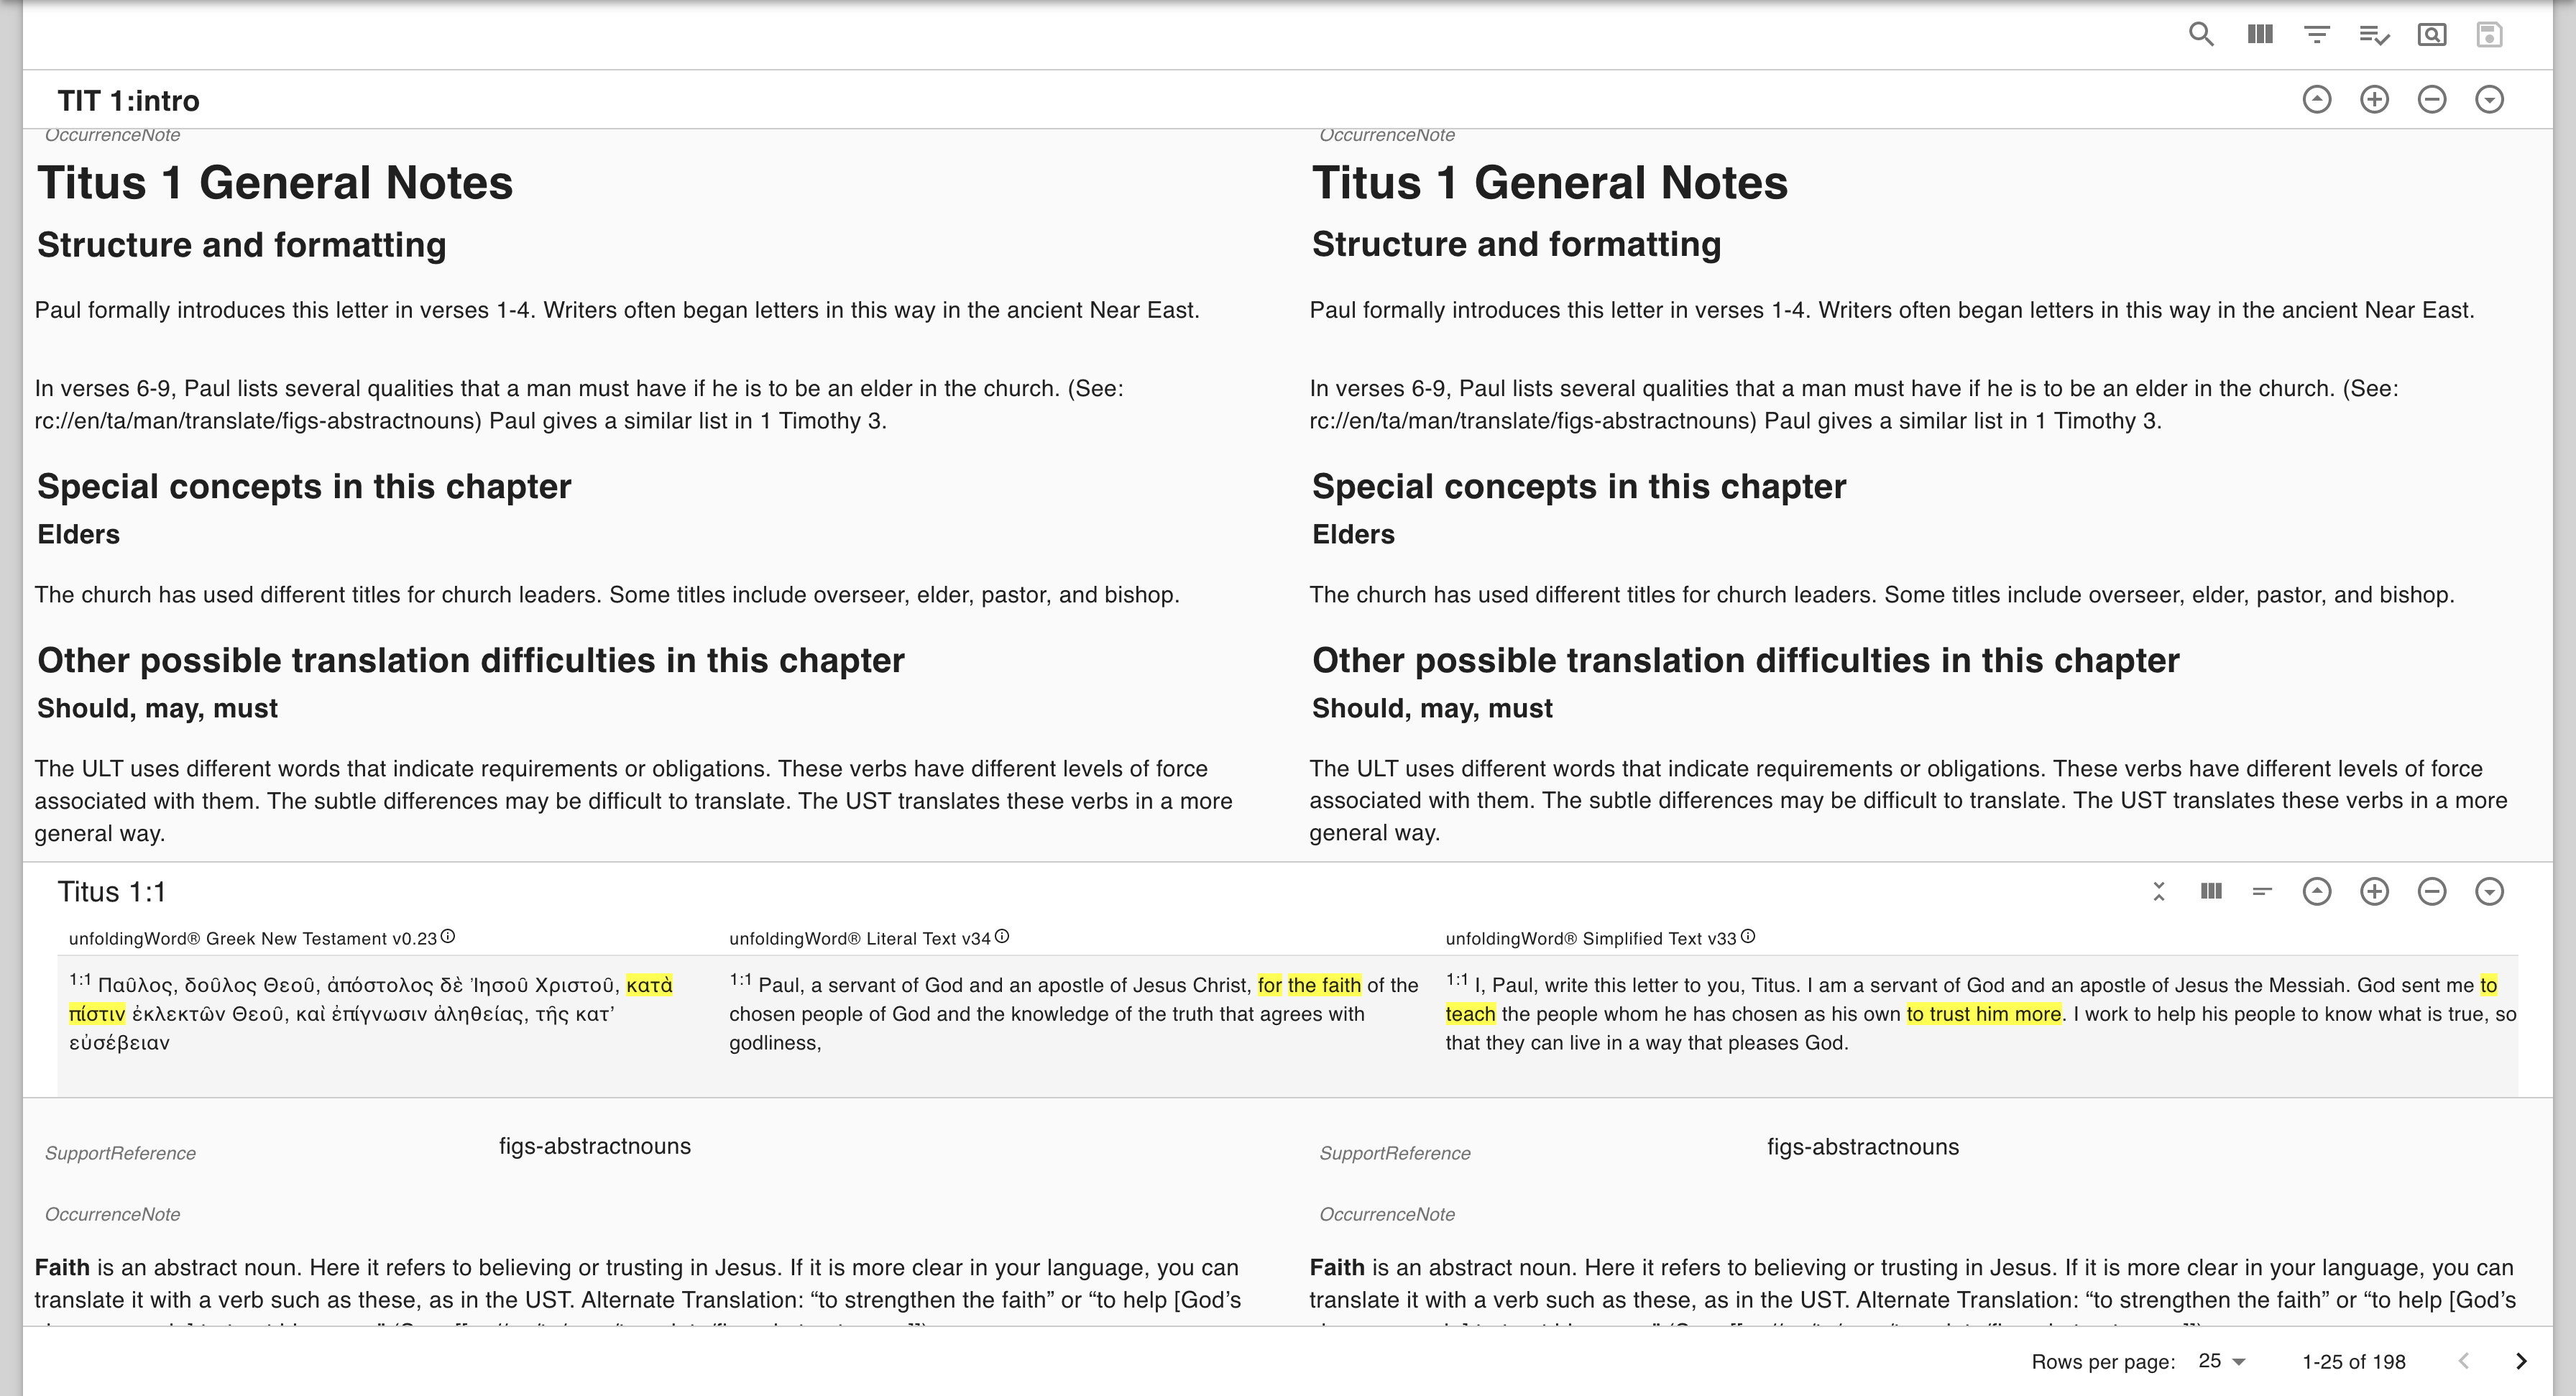 TIT 1:intro
OccurrenceNote
Titus 1 General Notes
Structure and formatting
Paul formally introduces this letter in verses 1-4. Writers often began letters in this way in the ancient Near East.
In verses 6-9, Paul lists several qualities that a man must have if he is to be an elder in the church. (See:
rc://en/ta/man/translate/figs-abstractnouns) Paul gives a similar list in 1 Timothy 3.
Special concepts in this chapter
Elders
The church has used different titles for church leaders. Some titles include overseer, elder, pastor, and bishop.
Other possible translation difficulties in this chapter
Should, may, must
The ULT uses different words that indicate requirements or obligations. These verbs have different levels of force
associated with them. The subtle differences may be difficult to translate. The UST translates these verbs in a more
general way.
OccurrenceNote
Titus 1 General Notes
Structure and formatting
Paul formally introduces this letter in verses 1-4. Writers often began letters in this way in the ancient Near East.
In verses 6-9, Paul lists several qualities that a man must have if he is to be an elder in the church. (See:
rc://en/ta/man/translate/figs-abstractnouns) Paul gives a similar list in 1 Timothy 3.
Special concepts in this chapter
Elders
The church has used different titles for church leaders. Some titles include overseer, elder, pastor, and bishop.
Other possible translation difficulties in this chapter
Should, may, must
The ULT uses different words that indicate requirements or obligations. These verbs have different levels of force
associated with them. The subtle differences may be difficult to translate. The UST translates these verbs in a more
general way.
Titus 1:1
unfoldingWord® Greek New Testament v0.23
1:1 Παῦλος, δοῦλος Θεοῦ, ἀπόστολος δὲ Ἰησοῦ Χριστοῦ, κατὰ
πίστιν ἐκλεκτῶν Θεοῦ, καὶ ἐπίγνωσιν ἀληθείας, τῆς κατ’
εὐσέβειαν
unfoldingWord® Literal Text v34
1:1 Paul, a servant of God and an apostle of Jesus Christ, for the faith of the
chosen people of God and the knowledge of the truth that agrees with
godliness,
unfoldingWord® Simplified Text v33
1:1 I, Paul, write this letter to you, Titus. I am a servant of God and an apostle of Jesus the Messiah. God sent me to
teach the people whom he has chosen as his own to trust him more. I work to help his people to know what is true, so
that they can live in a way that pleases God.
SupportReference figs-abstractnouns
OccurrenceNote
Faith is an abstract noun. Here it refers to believing or trusting in Jesus. If it is more clear in your language, you can
translate it with a verb such as these, as in the UST. Alternate Translation: “to strengthen the faith” or “to help [God’s
SupportReference figs-abstractnouns
OccurrenceNote
Faith is an abstract noun. Here it refers to believing or trusting in Jesus. If it is more clear in your language, you can
translate it with a verb such as these, as in the UST. Alternate Translation: “to strengthen the faith” or “to help [God’s
Rows per page: 25 1-25 of 198